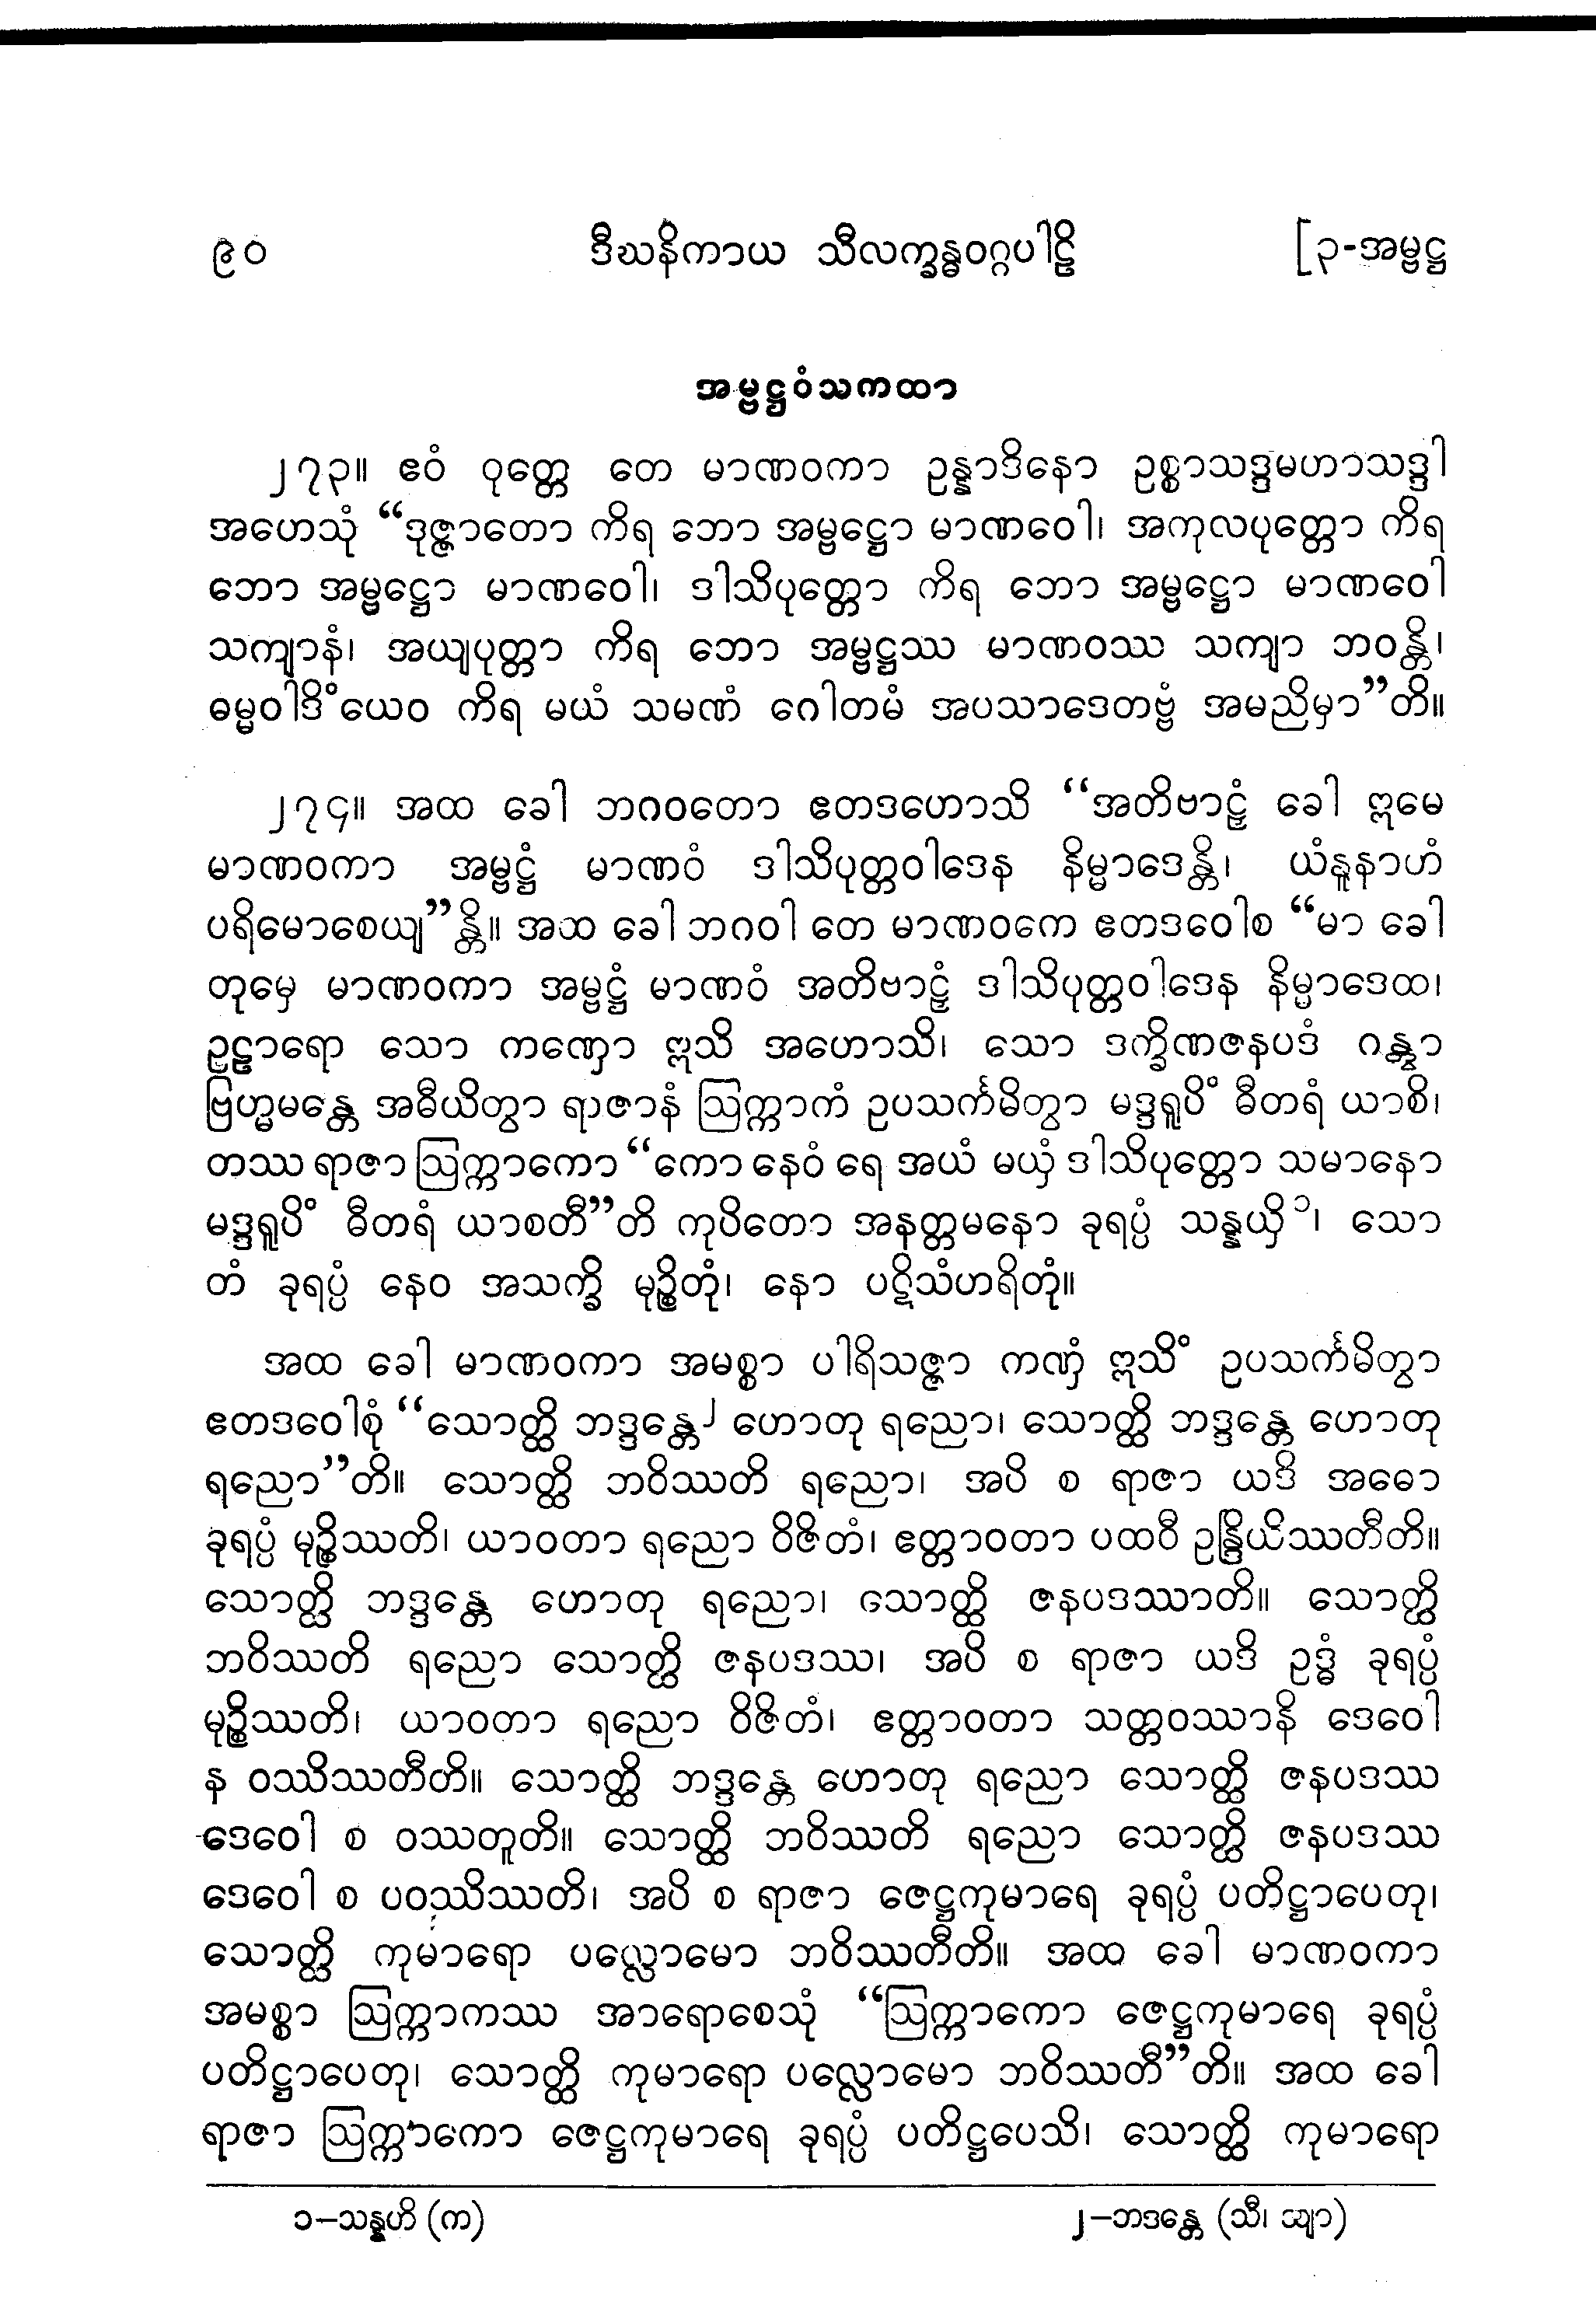 ၉၀ ဒီဃနိကာယ သီလက္ခန္ဓဝဂ္ဂပါဠိ [၃-အမ္ဗဋ္ဌ
အမ္ဗဋ္ဌဝံသကထာ
၂၇၃။ ဧဝံ ဝုတ္တေ တေ မာဏဝကာ ဥန္နာဒိနော ဥစ္စာသဒ္ဒမဟာသဒ္ဒါ
အဟေသုံ “ဒုဇ္ဇာတော ကိရ ဘော အမ္ဗဋ္ဌော မာဏဝေါ၊ အကုလပုတ္တော ကိရ
ဘော အမ္ဗဋ္ဌော မာဏဝေါ၊ ဒါသိပုတ္တော ကိရ ဘော အမ္ဗဋ္ဌော မာဏဝေါ
သကျာနံ၊ အယျပုတ္တာ ကိရ ဘော အမ္ဗဋ္ဌဿ မာဏဝဿ သကျာ ဘဝန္တိ၊
ဓမ္မဝါဒိံယေဝ ကိရ မယံ သမဏံ ဂေါတမံ အပသာဒေတဗ္ဗံ အမညိမှာ”တိ။
၂၇၄။ အထ ခေါ ဘဂဝတော ဧတဒဟောသိ “အတိဗာဠှံ ခေါ ဣမေ
မာဏဝကာ အမ္ဗဋ္ဌံ မာဏဝံ ဒါသိပုတ္တဝါဒေန နိမ္မာဒေန္တိ၊ ယံနူနာဟံ
ပရိမောစေယျ”န္တိ။ အထ ခေါ ဘဂဝါ တေ မာဏဝကေ ဧတဒဝေါစ “မာ ခေါ
တုမှေ မာဏဝကာ အမ္ဗဋ္ဌံ မာဏဝံ အတိဗာဠှံ ဒါသိပုတ္တဝါဒေန နိမ္မာဒေထ၊
ဥဠာရော သော ကဏှော ဣသိ အဟောသိ၊ သော ဒက္ခိဏဇနပဒံ ဂန္တွာ
ဗြဟ္မမန္တေ အဓီယိတွာ ရာဇာနံ ဩက္ကာကံ ဥပသင်္ကမိတွာ မဒ္ဒရူပိံ ဓီတရံ ယာစိ၊
တဿ ရာဇာ ဩက္ကာကော “ကော နေဝံ ရေ အယံ မယှံ ဒါသိပုတ္တော သမာနော
မဒ္ဒရူပိံ ဓီတရံ ယာစတီ”တိ ကုပိတော အနတ္တမနော ခုရပ္ပံ သန္နယှိ၁၊ သော
တံ ခုရပ္ပံ နေဝ အသက္ခိ မုဉ္စိတုံ၊ နော ပဋိသံဟရိတုံ။
အထ ခေါ မာဏဝကာ အမစ္စာ ပါရိသဇ္ဇာ ကဏှံ ဣသိံ ဥပသင်္ကမိတွာ
ဧတဒဝေါစုံ “သောတ္ထိ ဘဒ္ဒန္တေ၂ ဟောတု ရညော၊ သောတ္ထိ ဘဒ္ဒန္တေ ဟောတု
ရညော”တိ။ သောတ္ထိ ဘဝိဿတိ ရညော၊ အပိ စ ရာဇာ ယဒိ အဓော
ခုရပ္ပံ မုဉ္စိဿတိ၊ ယာဝတာ ရညော ဝိဇိတံ၊ ဧတ္တာဝတာ ပထဝီ ဥန္ဒြိယိဿတီတိ။
သောတ္ထိ ဘဒ္ဒန္တေ ဟောတု ရညော၊ သောတ္ထိ ဇနပဒဿာတိ။ သောတ္ထိ
ဘဝိဿတိ ရညော သောတ္ထိ ဇနပဒဿ၊ အပိ စ ရာဇာ ယဒိ ဥဒ္ဓံ ခုရပ္ပံ
မုဉ္စိဿတိ၊ ယာဝတာ ရညော ဝိဇိတံ၊ ဧတ္တာဝတာ သတ္တဝဿာနိ ဒေဝေါ
န ဝဿိဿတီတိ။ သောတ္ထိ ဘဒ္ဒန္တေ ဟောတု ရညော သောတ္ထိ ဇနပဒဿ
ဒေဝေါ စ ဝဿတူတိ။ သောတ္ထိ ဘဝိဿတိ ရညော သောတ္ထိ ဇနပဒဿ
ဒေဝေါ စ ပဝဿိဿတိ၊ အပိ စ ရာဇာ ဇေဋ္ဌကုမာရေ ခုရပ္ပံ ပတိဋ္ဌာပေတု၊
သောတ္ထိ ကုမာရော ပလ္လောမော ဘဝိဿတီတိ။ အထ ခေါ မာဏဝကာ
အမစ္စာ ဩက္ကာကဿ အာရောစေသုံ “ဩက္ကာကော ဇေဋ္ဌကုမာရေ ခုရပ္ပံ
ပတိဋ္ဌာပေတု၊ သောတ္ထိ ကုမာရော ပလ္လောမော ဘဝိဿတီ”တိ။ အထ ခေါ
ရာဇာ ဩက္ကာကော ဇေဋ္ဌကုမာရေ ခုရပ္ပံ ပတိဋ္ဌပေသိ၊ သောတ္ထိ ကုမာရော
၁–သန္နဟိ (က) ၂–ဘဒန္တေ (သီ၊ သျာ)